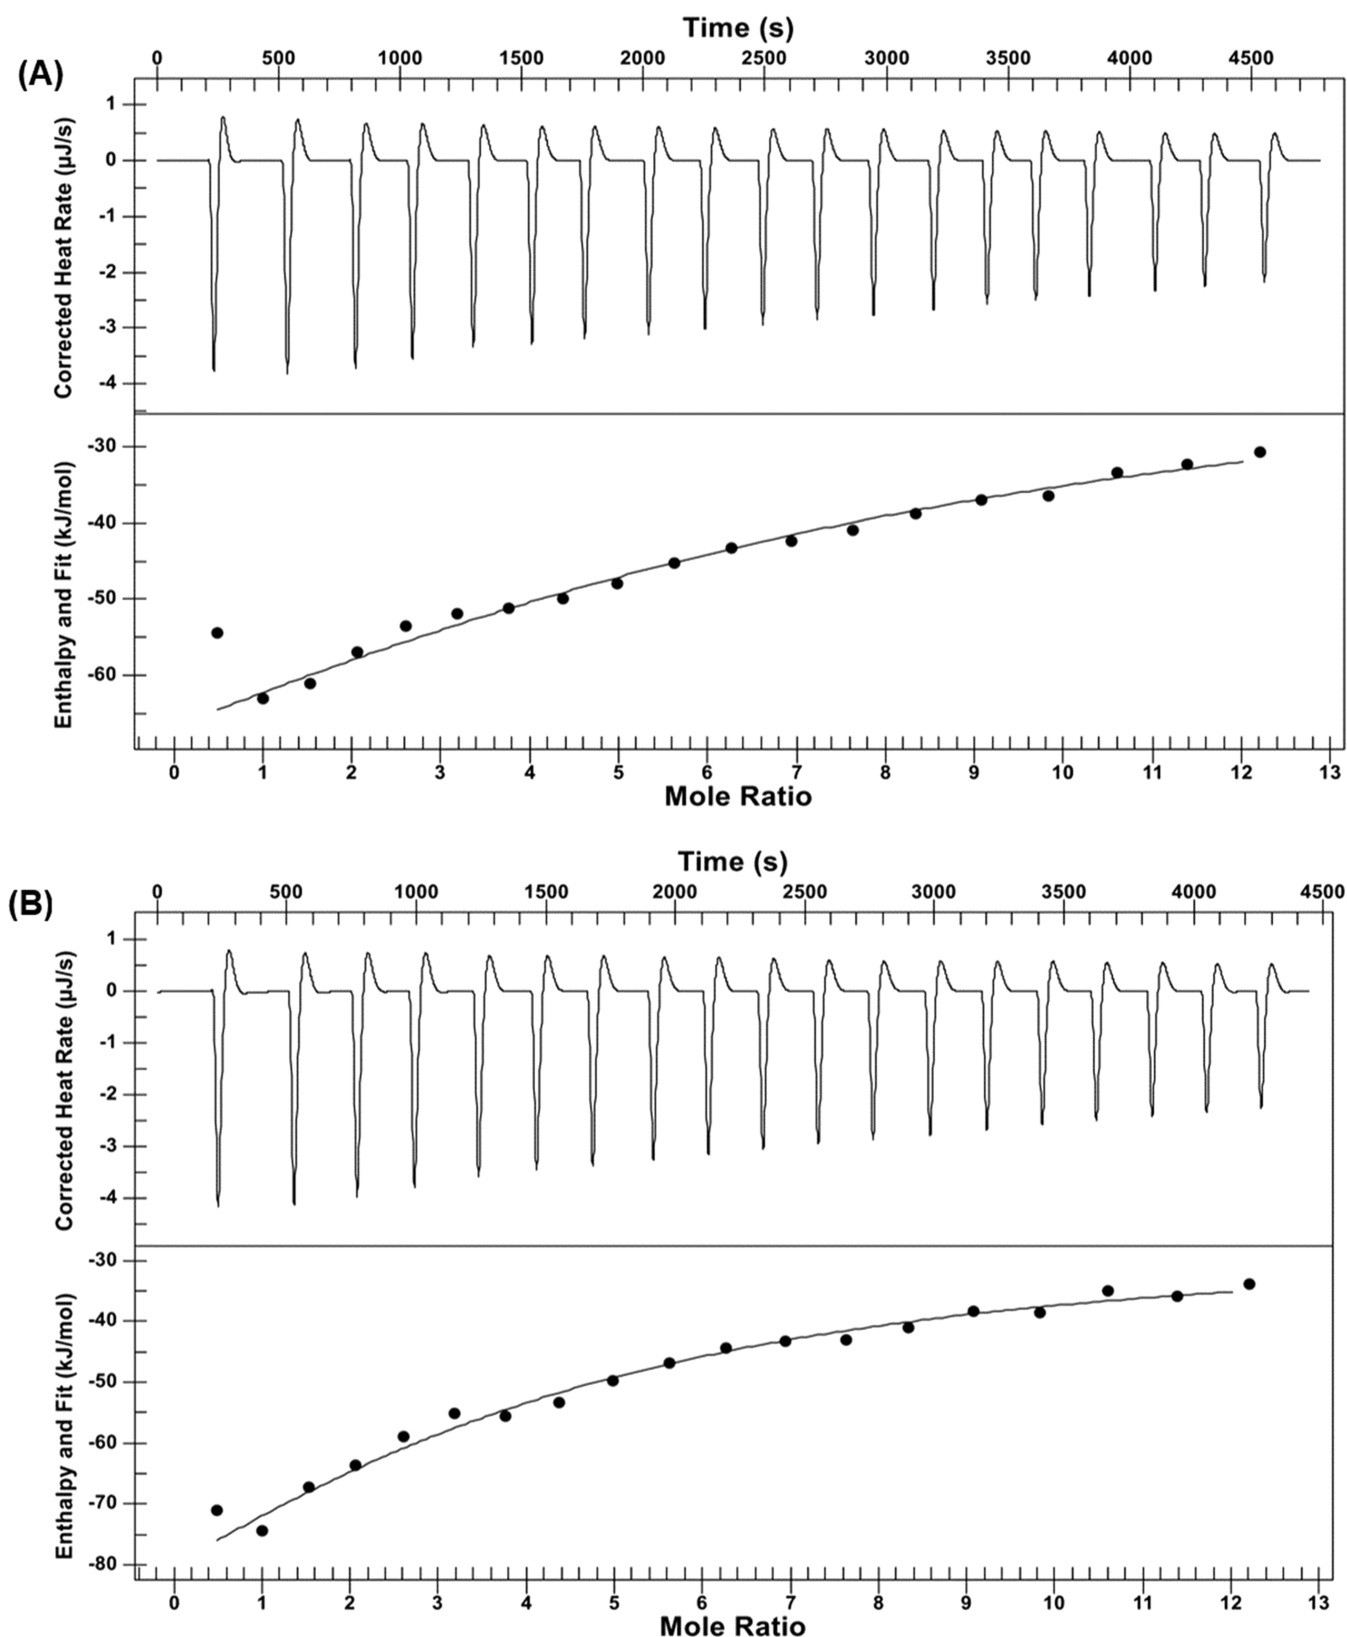 Time (s)
0 500 1000 1500 2000 2500 3000 3500 4000 4500
(A)
1
0
-1
-2
-3
-4
Corrected Heat Rate (µJ/s)
-30
-40
-50
-60
Enthalpy and Fit (kJ/mol)
0 1 2 3 4 5 6 7 8 9 10 11 12 13
Mole Ratio
Time (s)
0 500 1000 1500 2000 2500 3000 3500 4000 4500
(B)
1
0
-1
-2
-3
-4
Corrected Heat Rate (µJ/s)
-30
-40
-50
-60
-70
-80
Enthalpy and Fit (kJ/mol)
0 1 2 3 4 5 6 7 8 9 10 11 12 13
Mole Ratio